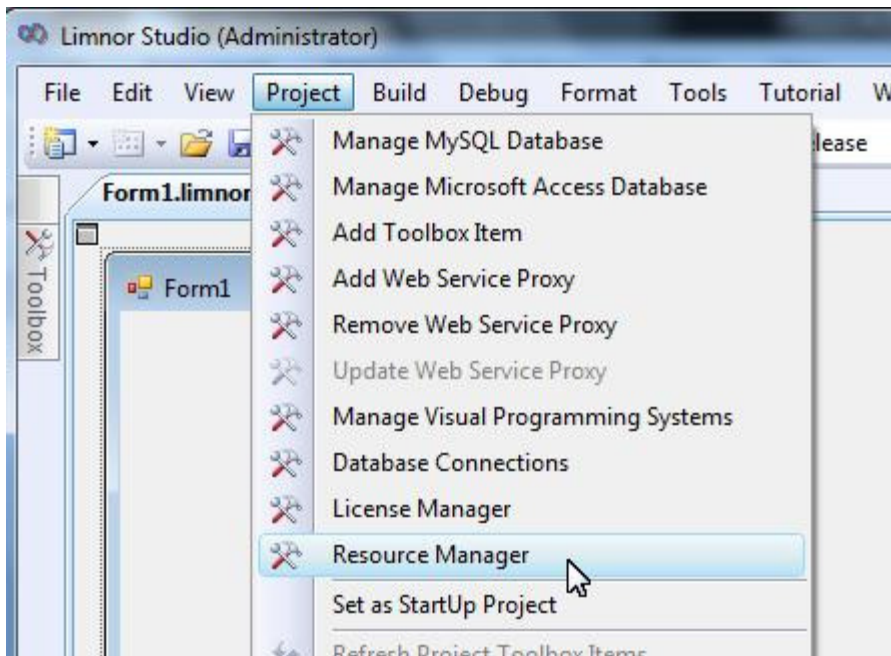 Limnor Studio (Administrator)
File Edit View Project Build Debug Format Tools Tutorial W
Manage MySQL Database
lease
Form1.limnor
Manage Microsoft Access Database
Add Toolbox Item
Toolbox
Form1
Add Web Service Proxy
Remove Web Service Proxy
Update Web Service Proxy
Manage Visual Programming Systems
Database Connections
License Manager
Resource Manager
Set as StartUp Project
Refresh Project Toolbox Items